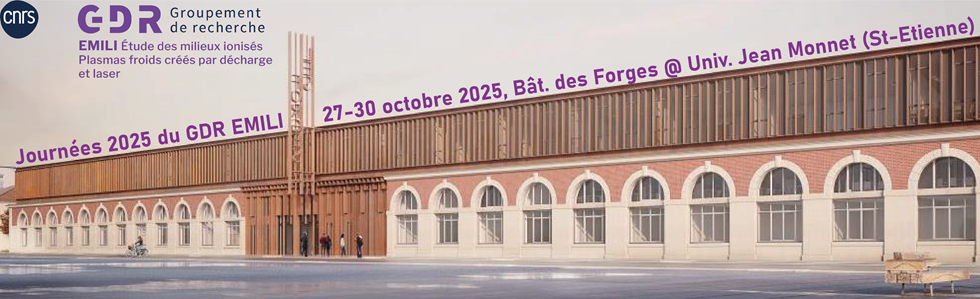 cnrs
GDR
Groupement
de recherche
EMILI Étude des milieux ionisés
Plasmas froids créés par décharge
et laser
Journées 2025 du GDR EMILI
27-30 octobre 2025, Bât. des Forges @ Univ. Jean Monnet (St-Etienne)